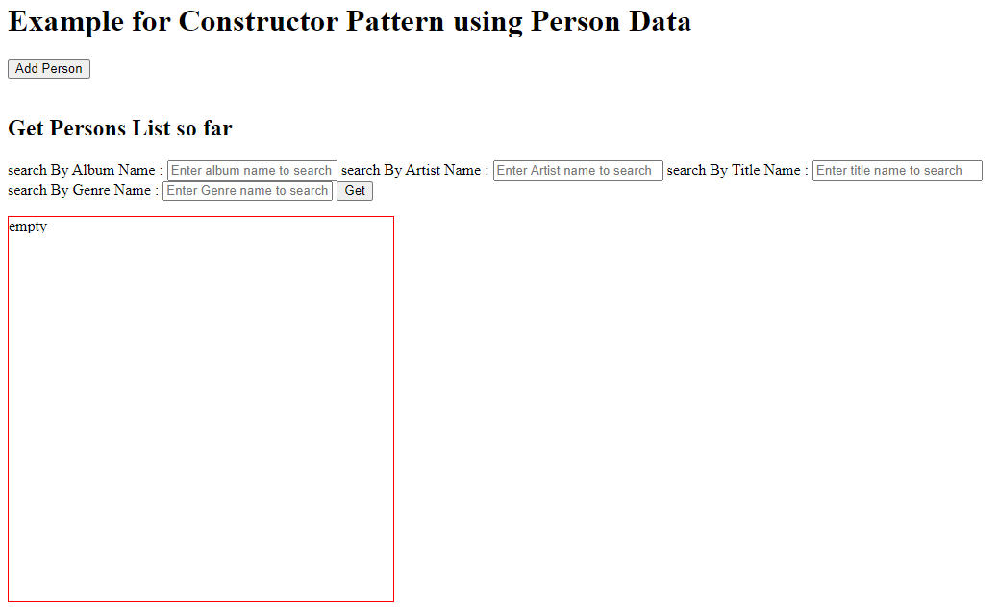 Example for Constructor Pattern using Person Data
Add Person
Get Persons List so far
search By Album Name : Enter album name to search search By Artist Name : Enter Artist name to search search By Title Name : Enter title name to search
search By Genre Name : Enter Genre name to search Get
empty